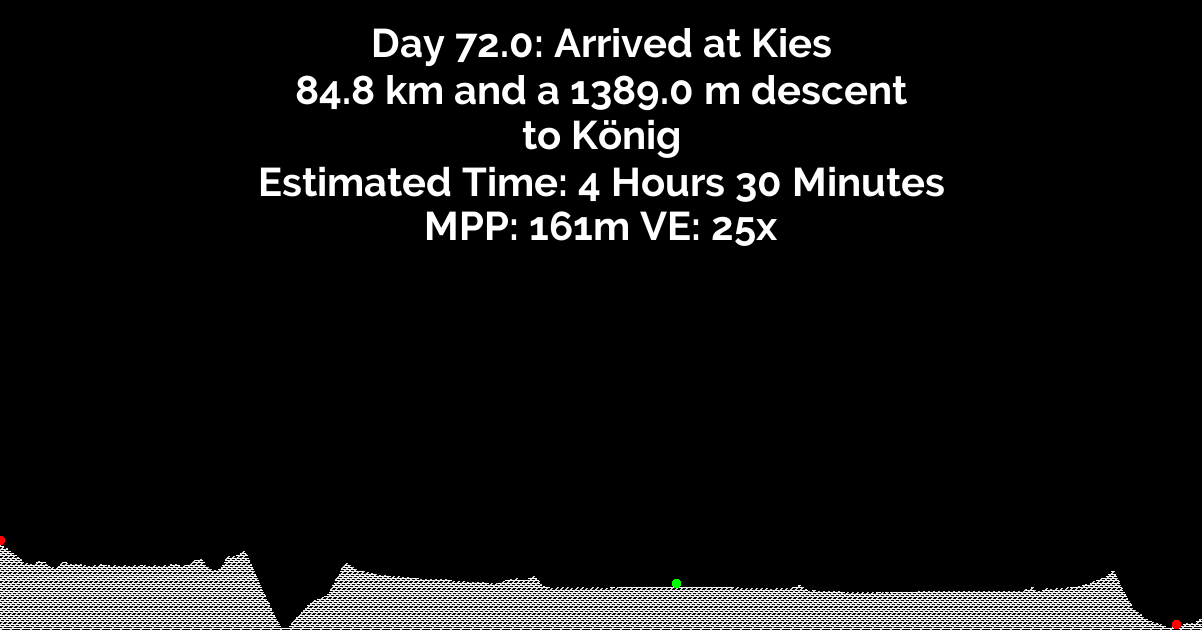 Day 72.0: Arrived at Kies
84.8 km and a 1389.0 m descent
to König
Estimated Time: 4 Hours 30 Minutes
MPP: 161m VE: 25x